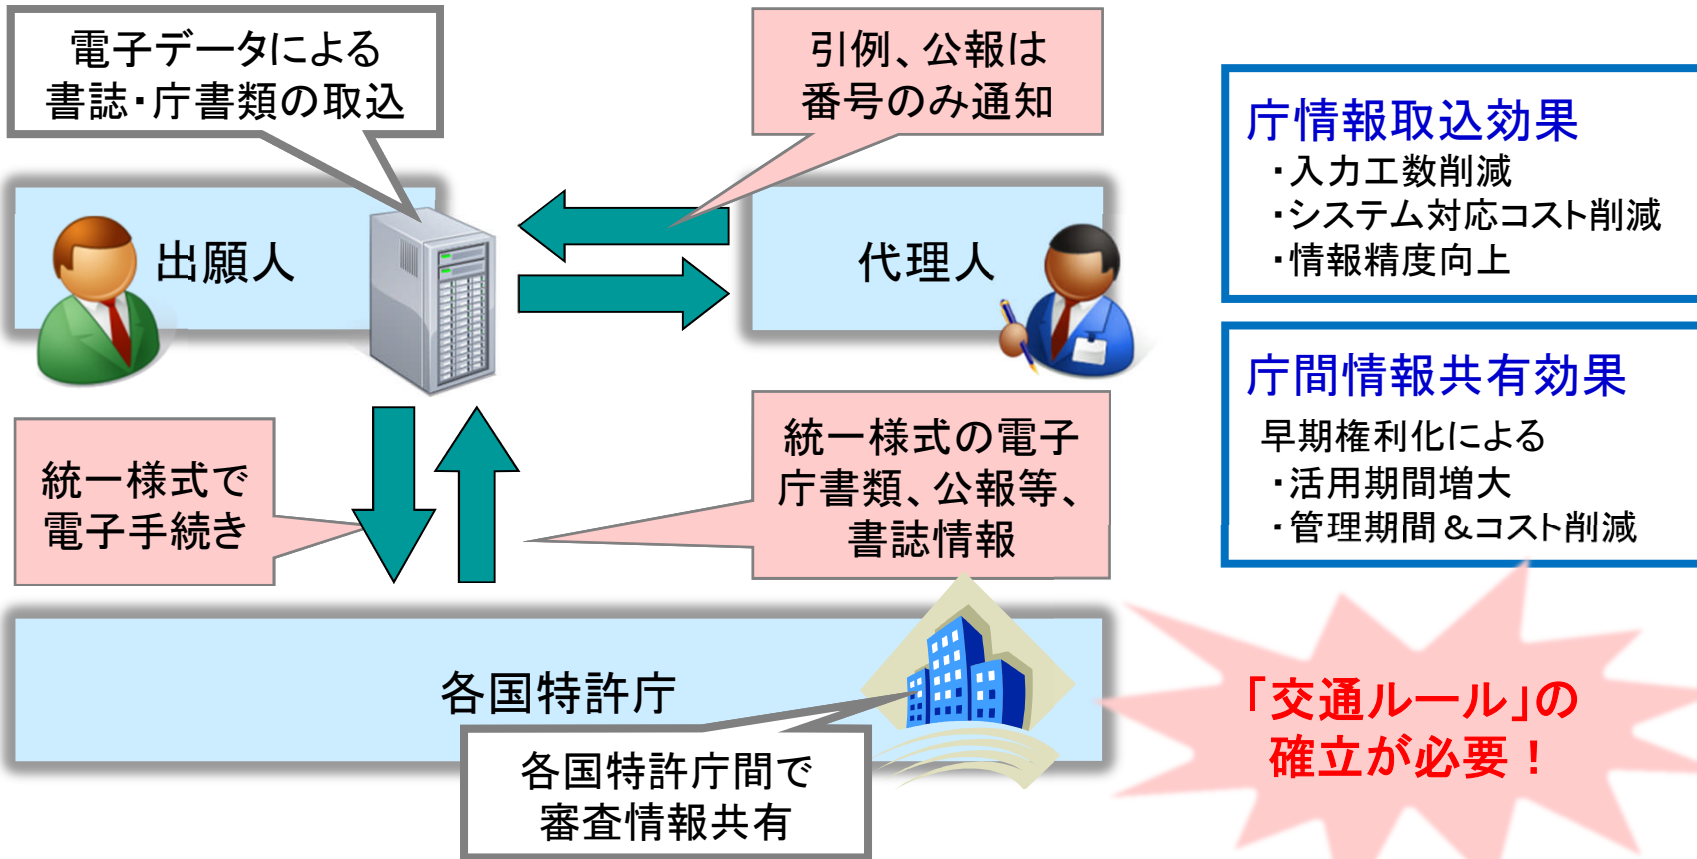 電子データによる
書誌・庁書類の取込
引例、公報は
番号のみ通知
出願人
代理人
統一様式で
電子手続き
統一様式の電子
庁書類、公報等、
書誌情報
各国特許庁
各国特許庁間で
審査情報共有
庁情報取込効果
・入力工数削減
・システム対応コスト削減
・情報精度向上
庁間情報共有効果
早期権利化による
・活用期間増大
・管理期間＆コスト削減
「交通ルール」の
確立が必要！